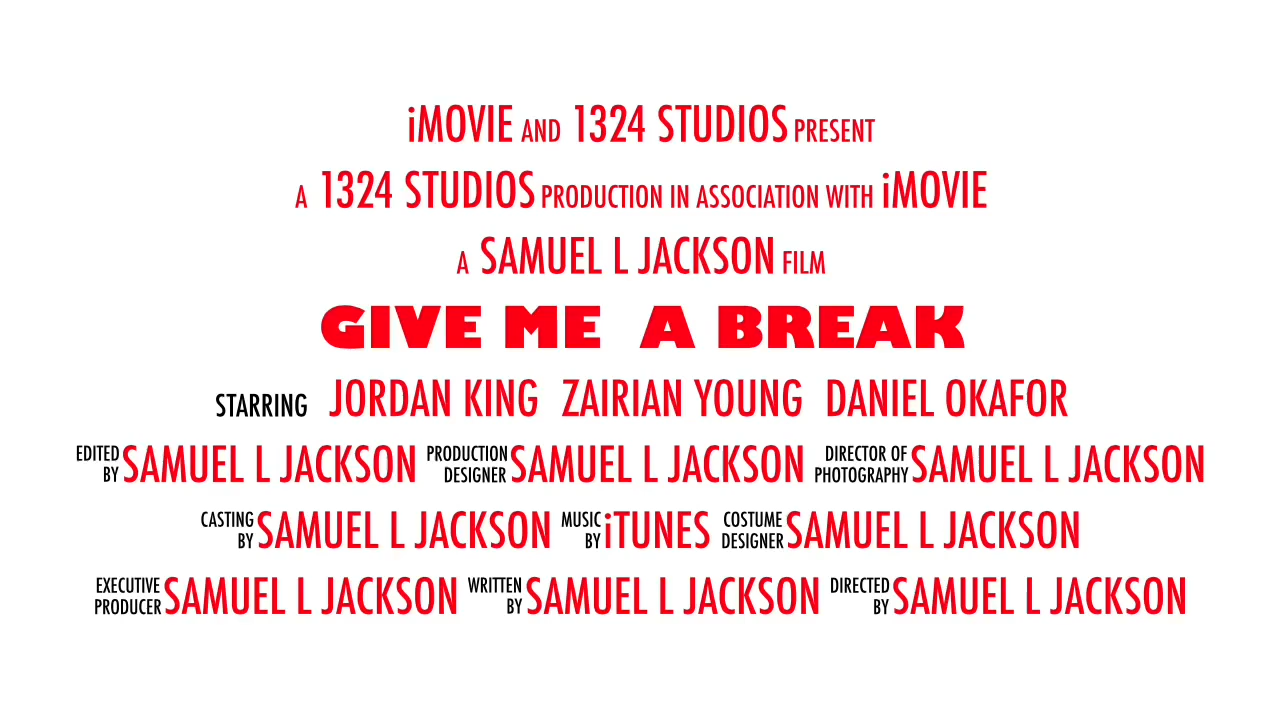 iMOVIE AND 1324 STUDIOS PRESENT
A 1324 STUDIOS PRODUCTION IN ASSOCIATION WITH iMOVIE
A SAMUEL L JACKSON FILM
GIVE ME A BREAK
STARRING JORDAN KING ZAIRIAN YOUNG DANIEL OKAFOR
EDITED BY SAMUEL L JACKSON PRODUCTION DESIGNER SAMUEL L JACKSON DIRECTOR OF PHOTOGRAPHY SAMUEL L JACKSON
CASTING BY SAMUEL L JACKSON MUSIC BY iTUNES COSTUME DESIGNER SAMUEL L JACKSON
EXECUTIVE PRODUCER SAMUEL L JACKSON WRITTEN BY SAMUEL L JACKSON DIRECTED BY SAMUEL L JACKSON